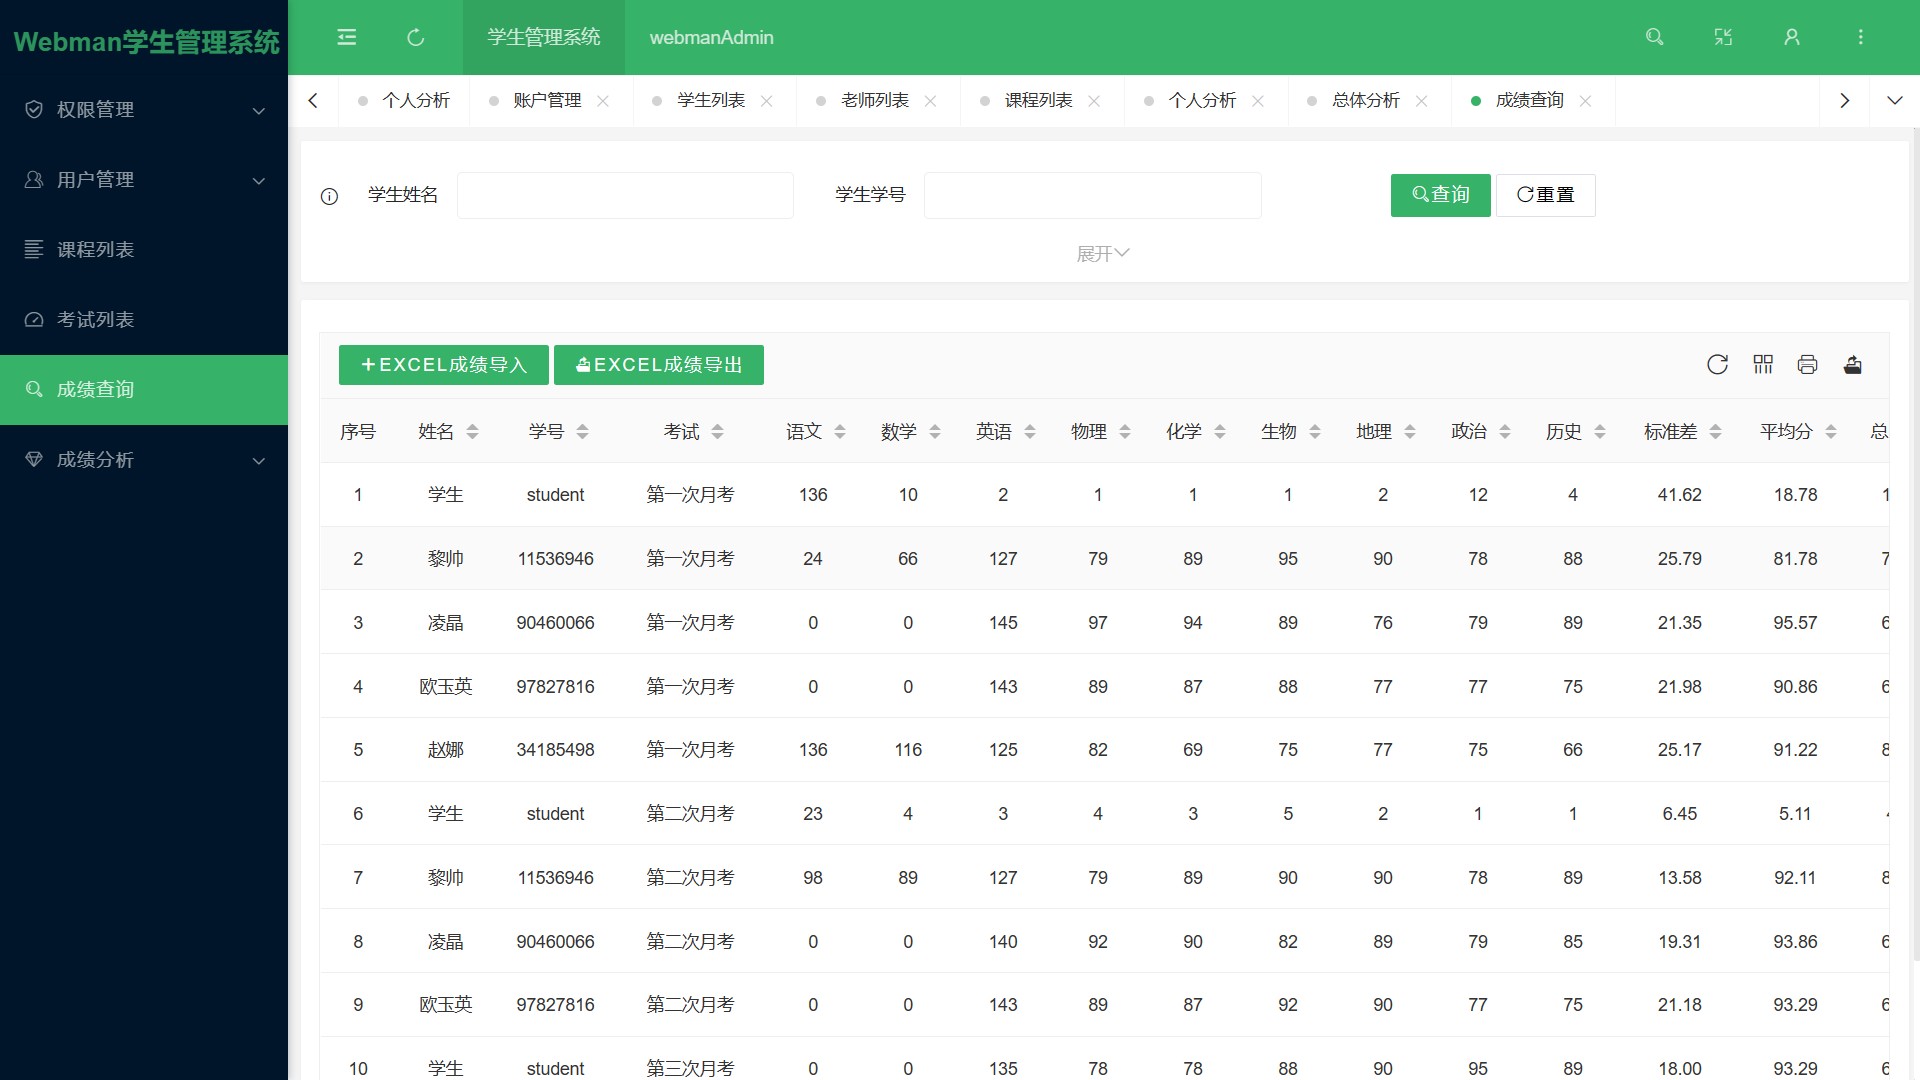 Webman学生管理系统
权限管理
用户管理
课程列表
考试列表
成绩查询
成绩分析
学生管理系统 webmanAdmin
个人分析 账户管理 学生列表 老师列表 课程列表 个人分析 总体分析 成绩查询
学生姓名 学生学号 查询 重置
展开
EXCEL成绩导入 EXCEL成绩导出
序号 姓名 学号 考试 语文 数学 英语 物理 化学 生物 地理 政治 历史 标准差 平均分 总
1 学生 student 第一次月考 136 10 2 1 1 1 2 12 4 41.62 18.78 1
2 黎帅 11536946 第一次月考 24 66 127 79 89 95 90 78 88 25.79 81.78 7
3 凌晶 90460066 第一次月考 0 0 145 97 94 89 76 79 89 21.35 95.57 6
4 欧玉英 97827816 第一次月考 0 0 143 89 87 88 77 77 75 21.98 90.86 6
5 赵娜 34185498 第一次月考 136 116 125 82 69 75 77 75 66 25.17 91.22 8
6 学生 student 第二次月考 23 4 3 4 3 5 2 1 1 6.45 5.11
7 黎帅 11536946 第二次月考 98 89 127 79 89 90 90 78 89 13.58 92.11 8
8 凌晶 90460066 第二次月考 0 0 140 92 90 82 89 79 85 19.31 93.86 6
9 欧玉英 97827816 第二次月考 0 0 143 89 87 92 90 77 75 21.18 93.29 6
10 学生 student 第三次月考 0 0 135 78 78 88 90 95 89 18.00 93.29 6